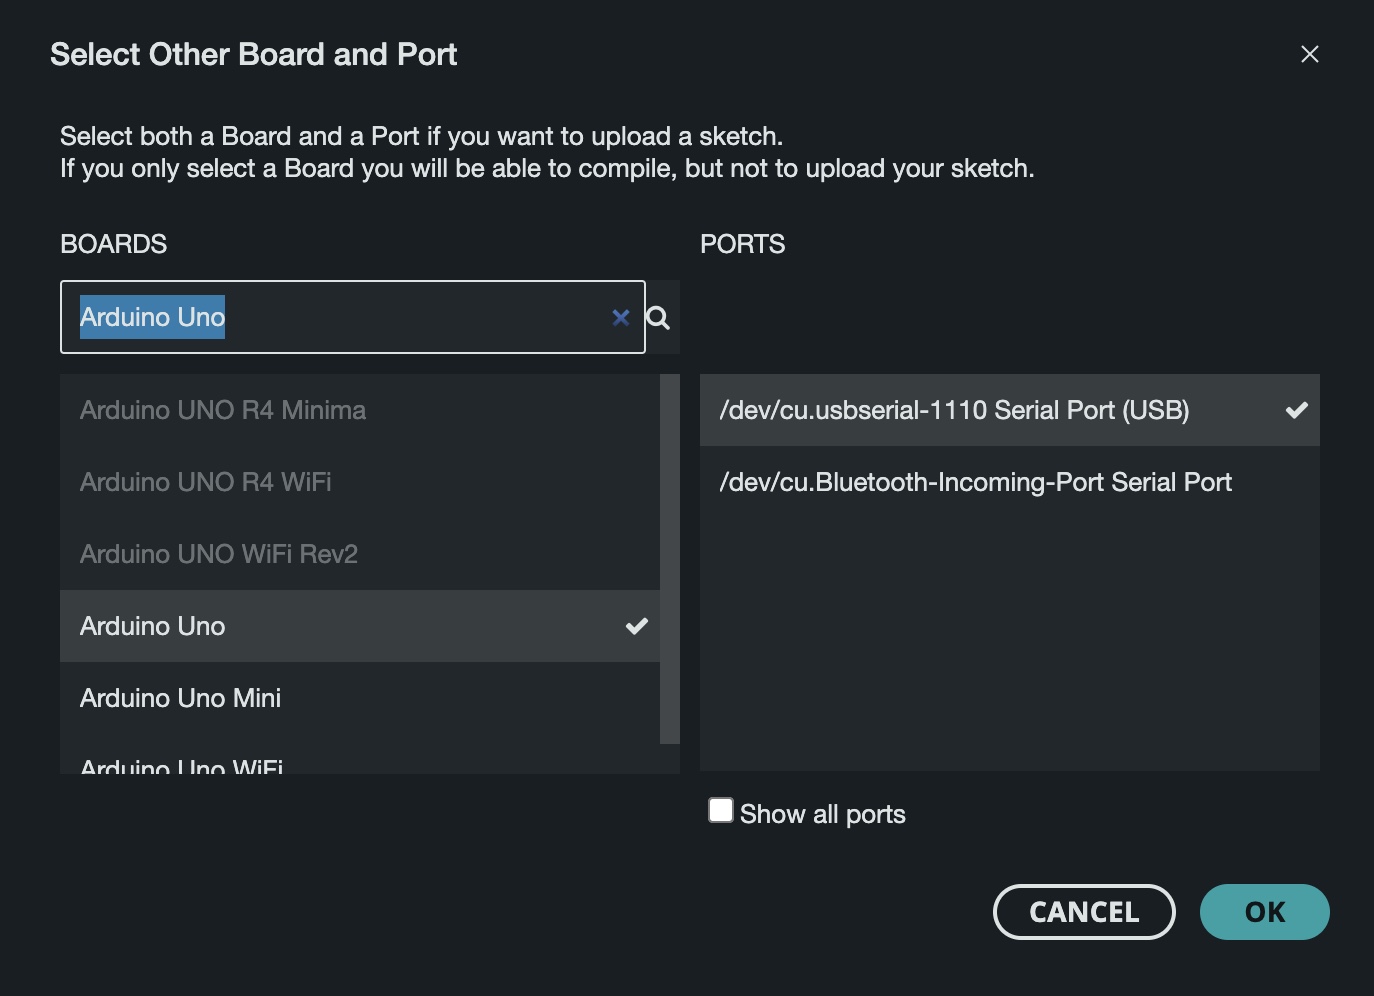 Select Other Board and Port
Select both a Board and a Port if you want to upload a sketch.
If you only select a Board you will be able to compile, but not to upload your sketch.
BOARDS
Arduino Uno
Arduino UNO R4 Minima
Arduino UNO R4 WiFi
Arduino UNO WiFi Rev2
Arduino Uno
Arduino Uno Mini
Arduino Uno WiFi
PORTS
/dev/cu.usbserial-1110 Serial Port (USB)
/dev/cu.Bluetooth-Incoming-Port Serial Port
Show all ports
CANCEL
OK